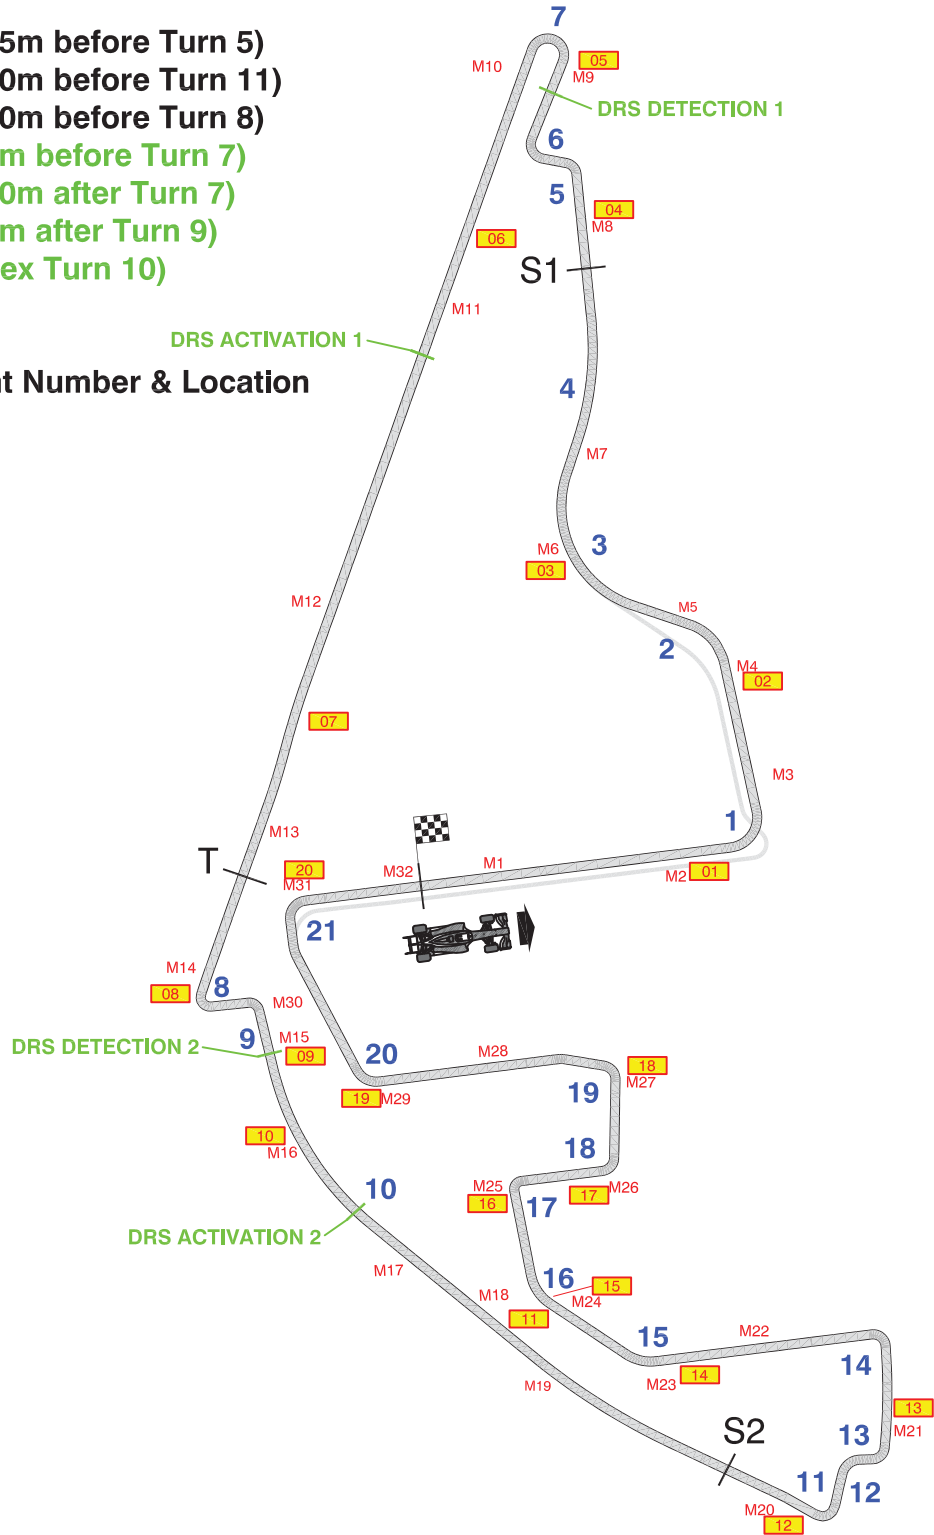 5m before Turn 5)
0m before Turn 11)
0m before Turn 8)
m before Turn 7)
0m after Turn 7)
m after Turn 9)
ex Turn 10)
t Number & Location
7
M10
05
M9
DRS DETECTION 1
6
5
04
M8
06
S1
M11
DRS ACTIVATION 1
4
M7
3
M6
03
M12
M5
2
M4
02
07
M3
1
M13
T
20
M31
M32
M1
M2
01
21
M14
8
08
M30
9
M15
DRS DETECTION 2
09
20
M28
18
M27
19
19
M29
10
M16
18
10
M25
16
17
M26
17
DRS ACTIVATION 2
M17
16
15
M18
M24
11
15
M22
14
M23
14
M19
13
M21
S2
13
11
12
M20
12